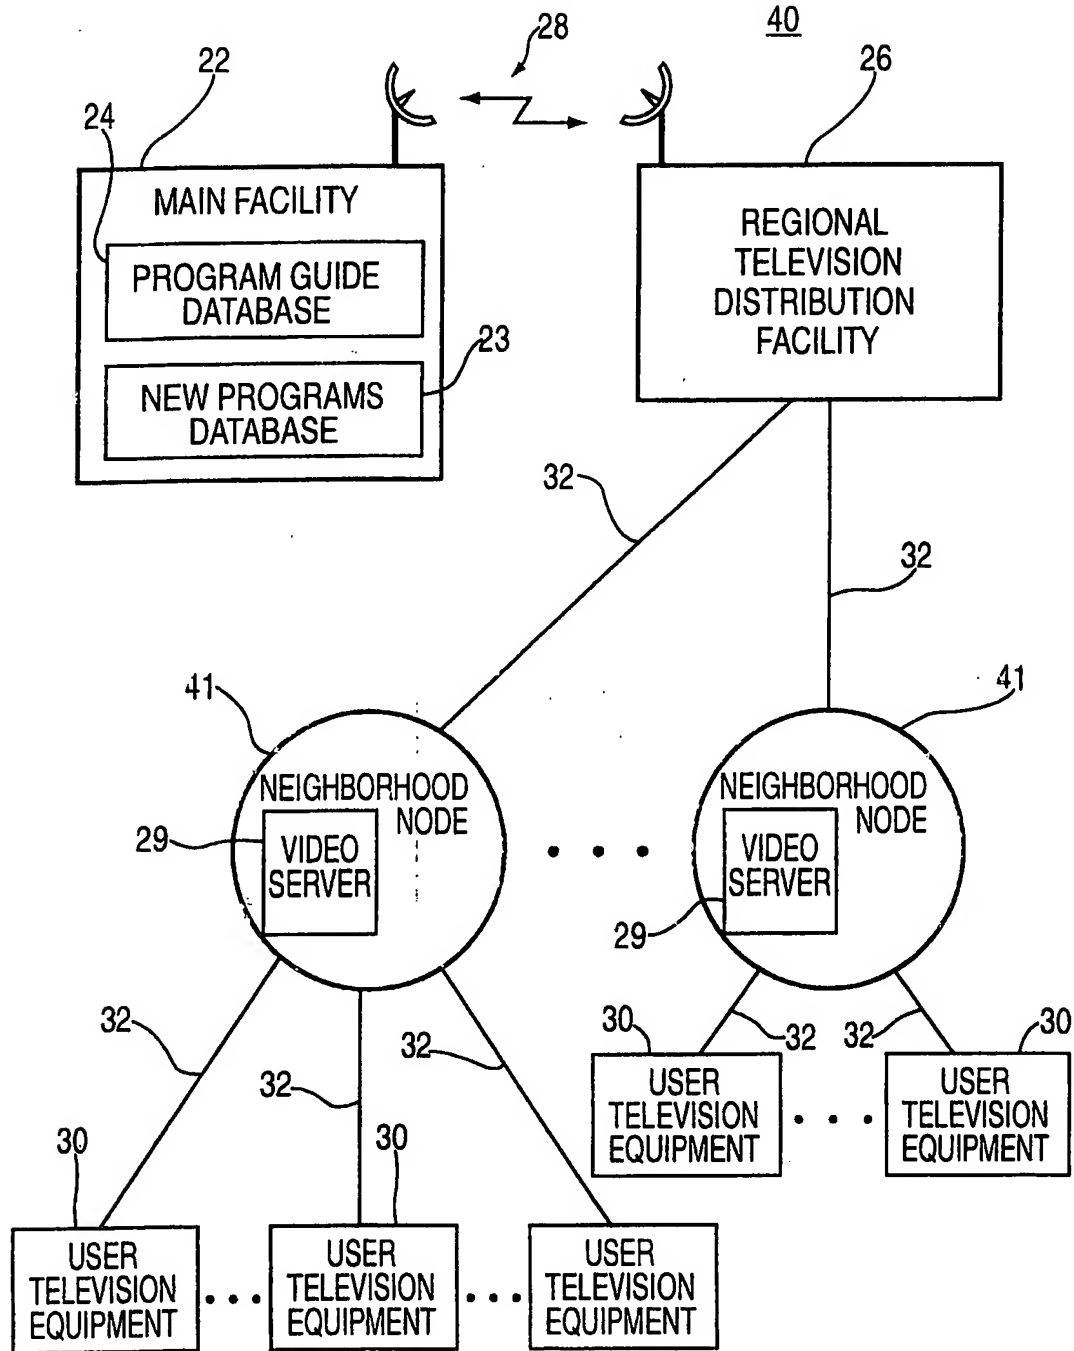 40
28
22
26
24
MAIN FACILITY
PROGRAM GUIDE
DATABASE
23
NEW PROGRAMS
DATABASE
REGIONAL
TELEVISION
DISTRIBUTION
FACILITY
32
32
41
41
NEIGHBORHOOD
NODE
29
VIDEO
SERVER
NEIGHBORHOOD
NODE
VIDEO
SERVER
29
32
32
32
30
32
32
30
USER
TELEVISION
EQUIPMENT
USER
TELEVISION
EQUIPMENT
30
30
USER
TELEVISION
EQUIPMENT
USER
TELEVISION
EQUIPMENT
USER
TELEVISION
EQUIPMENT